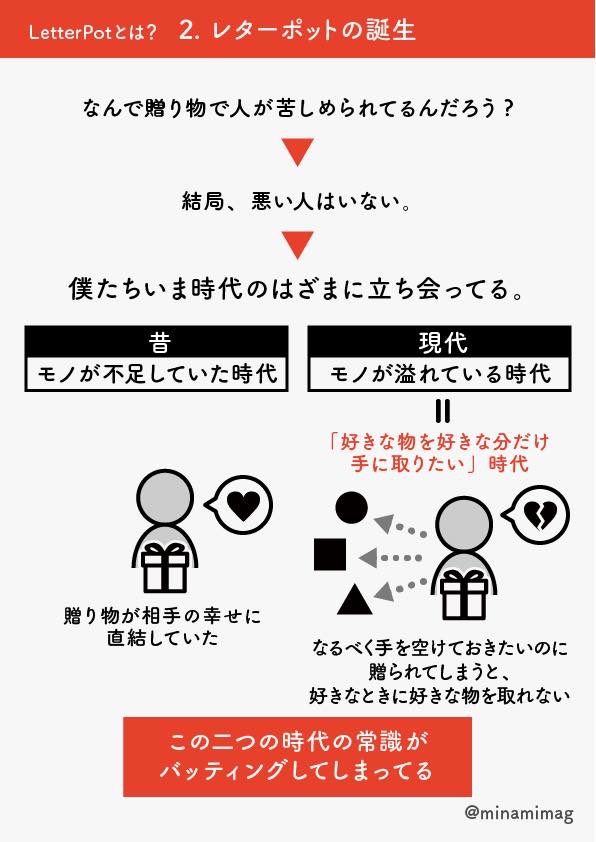 LetterPotとは？ 2. レターポットの誕生
なんで贈り物で人が苦しめられてるんだろう？
結局、悪い人はいない。
僕たちいま時代のはざまに立ち会ってる。
昔
モノが不足していた時代
贈り物が相手の幸せに
直結していた
現代
モノが溢れている時代
「好きな物を好きな分だけ
手に取りたい」時代
なるべく手を空けておきたいのに
贈られてしまうと、
好きなときに好きな物を取れない
この二つの時代の常識が
バッティングしてしまってる
@minamimag